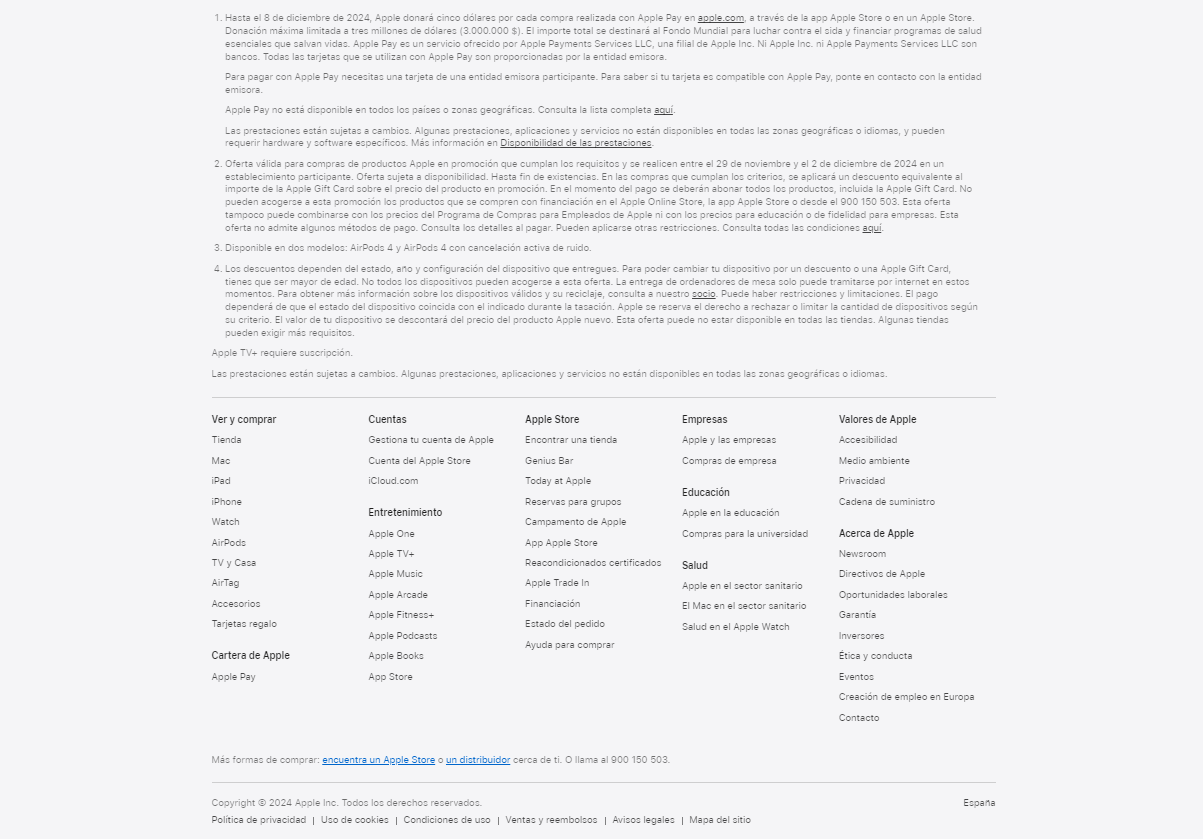 1. Hasta el 8 de diciembre de 2024, Apple donará cinco dólares por cada compra realizada con Apple Pay en apple.com, a través de la app Apple Store o en un Apple Store.
Donación máxima limitada a tres millones de dólares (3.000.000 $). El importe total se destinará al Fondo Mundial para luchar contra el sida y financiar programas de salud
esenciales que salvan vidas. Apple Pay es un servicio ofrecido por Apple Payments Services LLC, una filial de Apple Inc. Ni Apple Inc. ni Apple Payments Services LLC son
bancos. Todas las tarjetas que se utilizan con Apple Pay son proporcionadas por la entidad emisora.
Para pagar con Apple Pay necesitas una tarjeta de una entidad emisora participante. Para saber si tu tarjeta es compatible con Apple Pay, ponte en contacto con la entidad
emisora.
Apple Pay no está disponible en todos los países o zonas geográficas. Consulta la lista completa aquí.
Las prestaciones están sujetas a cambios. Algunas prestaciones, aplicaciones y servicios no están disponibles en todas las zonas geográficas o idiomas, y pueden
requerir hardware y software específicos. Más información en Disponibilidad de las prestaciones.
2. Oferta válida para compras de productos Apple en promoción que cumplan los requisitos y se realicen entre el 29 de noviembre y el 2 de diciembre de 2024 en un
establecimiento participante. Oferta sujeta a disponibilidad. Hasta fin de existencias. En las compras que cumplan los criterios, se aplicará un descuento equivalente al
importe de la Apple Gift Card sobre el precio del producto en promoción. En el momento del pago se deberán abonar todos los productos, incluida la Apple Gift Card. No
pueden acogerse a esta promoción los productos que se compren con financiación en el Apple Online Store, la app Apple Store o desde el 900 150 503. Esta oferta
tampoco puede combinarse con los precios del Programa de Compras para Empleados de Apple ni con los precios para educación o de fidelidad para empresas. Esta
oferta no admite algunos métodos de pago. Consulta los detalles al pagar. Pueden aplicarse otras restricciones. Consulta todas las condiciones aquí.
3. Disponible en dos modelos: AirPods 4 y AirPods 4 con cancelación activa de ruido.
4. Los descuentos dependen del estado, año y configuración del dispositivo que entregues. Para poder cambiar tu dispositivo por un descuento o una Apple Gift Card,
tienes que ser mayor de edad. No todos los dispositivos pueden acogerse a esta oferta. La entrega de ordenadores de mesa solo puede tramitarse por internet en estos
momentos. Para obtener más información sobre los dispositivos válidos y su reciclaje, consulta a nuestro socio. Puede haber restricciones y limitaciones. El pago
dependerá de que el estado del dispositivo coincida con el indicado durante la tasación. Apple se reserva el derecho a rechazar o limitar la cantidad de dispositivos según
su criterio. El valor de tu dispositivo se descontará del precio del producto Apple nuevo. Esta oferta puede no estar disponible en todas las tiendas. Algunas tiendas
pueden exigir más requisitos.
Apple TV+ requiere suscripción.
Las prestaciones están sujetas a cambios. Algunas prestaciones, aplicaciones y servicios no están disponibles en todas las zonas geográficas o idiomas.
Ver y comprar
Tienda
Mac
iPad
iPhone
Watch
AirPods
TV y Casa
AirTag
Accesorios
Tarjetas regalo
Cartera de Apple
Apple Pay
Cuentas
Gestiona tu cuenta de Apple
Cuenta del Apple Store
iCloud.com
Entretenimiento
Apple One
Apple TV+
Apple Music
Apple Arcade
Apple Fitness+
Apple Podcasts
Apple Books
App Store
Apple Store
Encontrar una tienda
Genius Bar
Today at Apple
Reservas para grupos
Campamento de Apple
App Apple Store
Reacondicionados certificados
Apple Trade In
Financiación
Estado del pedido
Ayuda para comprar
Empresas
Apple y las empresas
Compras de empresa
Educación
Apple en la educación
Compras para la universidad
Salud
Apple en el sector sanitario
El Mac en el sector sanitario
Salud en el Apple Watch
Valores de Apple
Accesibilidad
Medio ambiente
Privacidad
Cadena de suministro
Acerca de Apple
Newsroom
Directivos de Apple
Oportunidades laborales
Garantía
Inversores
Ética y conducta
Eventos
Creación de empleo en Europa
Contacto
Más formas de comprar: encuentra un Apple Store o un distribuidor cerca de ti. O llama al 900 150 503.
Copyright © 2024 Apple Inc. Todos los derechos reservados.
España
Política de privacidad | Uso de cookies | Condiciones de uso | Ventas y reembolsos | Avisos legales | Mapa del sitio